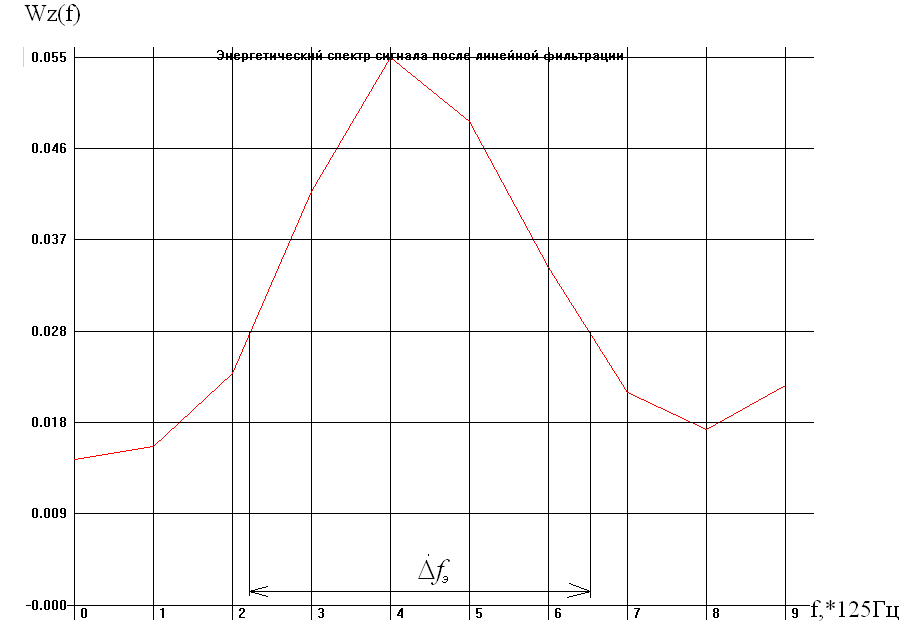 Wz(f)
Энергетический спектр сигнала после линейной фильтрации
0.055
0.046
0.037
0.028
0.018
0.009
-0.000
Δfэ
0 1 2 3 4 5 6 7 8 9 f,*125Гц